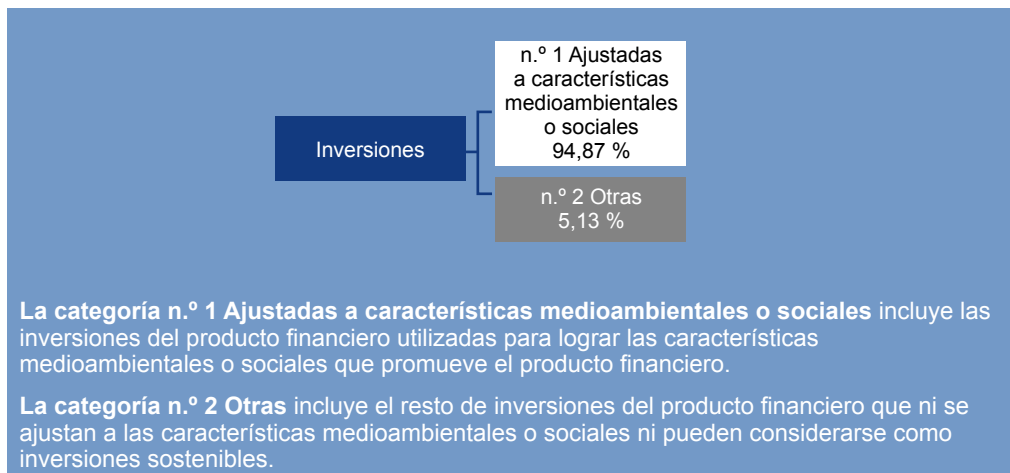 n.º 1 Ajustadas
a características
medioambientales
o sociales
94,87 %
Inversiones
n.º 2 Otras
5,13 %
La categoría n.º 1 Ajustadas a características medioambientales o sociales incluye las
inversiones del producto financiero utilizadas para lograr las características
medioambientales o sociales que promueve el producto financiero.
La categoría n.º 2 Otras incluye el resto de inversiones del producto financiero que ni se
ajustan a las características medioambientales o sociales ni pueden considerarse como
inversiones sostenibles.